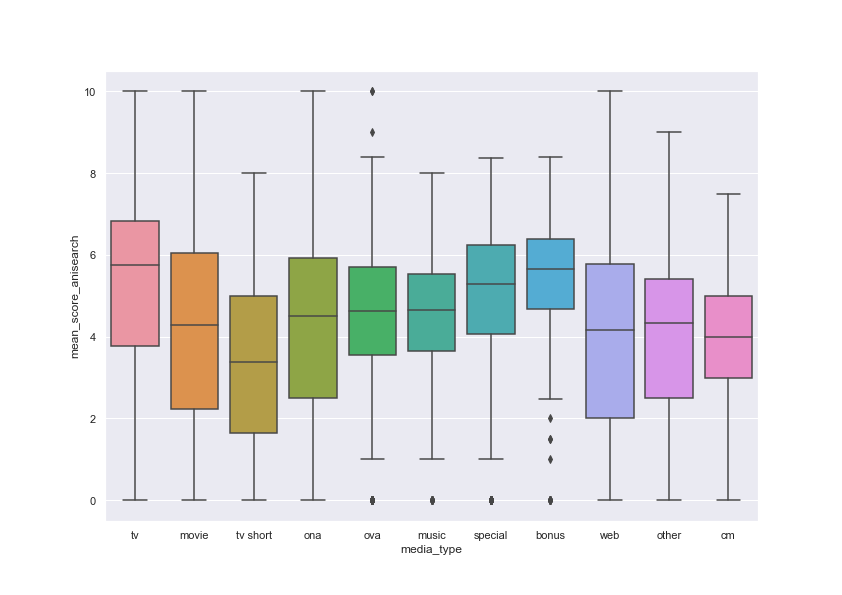 mean_score_anisearch
10
8
6
4
2
0
tv movie tv short ona ova music special bonus web other cm
media_type